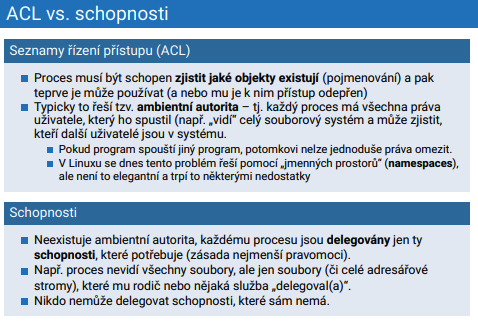 ACL vs. schopnosti
Seznamy řízení přístupu (ACL)
Proces musí být schopen zjistit jaké objekty existují (pojmenování) a pak
teprve je může používat (a nebo mu je k nim přístup odepřen)
Typicky to řeší tzv. ambientní autorita – tj. každý proces má všechna práva
uživatele, který ho spustil (např. „vidí" celý souborový systém a může zjistit,
kteří další uživatelé jsou v systému.
Pokud program spouští jiný program, potomkovi nelze jednoduše práva omezit.
V Linuxu se dnes tento problém řeší pomocí „jmenných prostorů" (namespaces),
ale není to elegantní a trpí to některými nedostatky
Schopnosti
Neexistuje ambientní autorita, každému procesu jsou delegovány jen ty
schopnosti, které potřebuje (zásada nejmenší pravomoci).
Např. proces nevidí všechny soubory, ale jen soubory (či celé adresářové
stromy), které mu rodič nebo nějaká služba „delegoval(a)".
Nikdo nemůže delegovat schopnosti, které sám nemá.